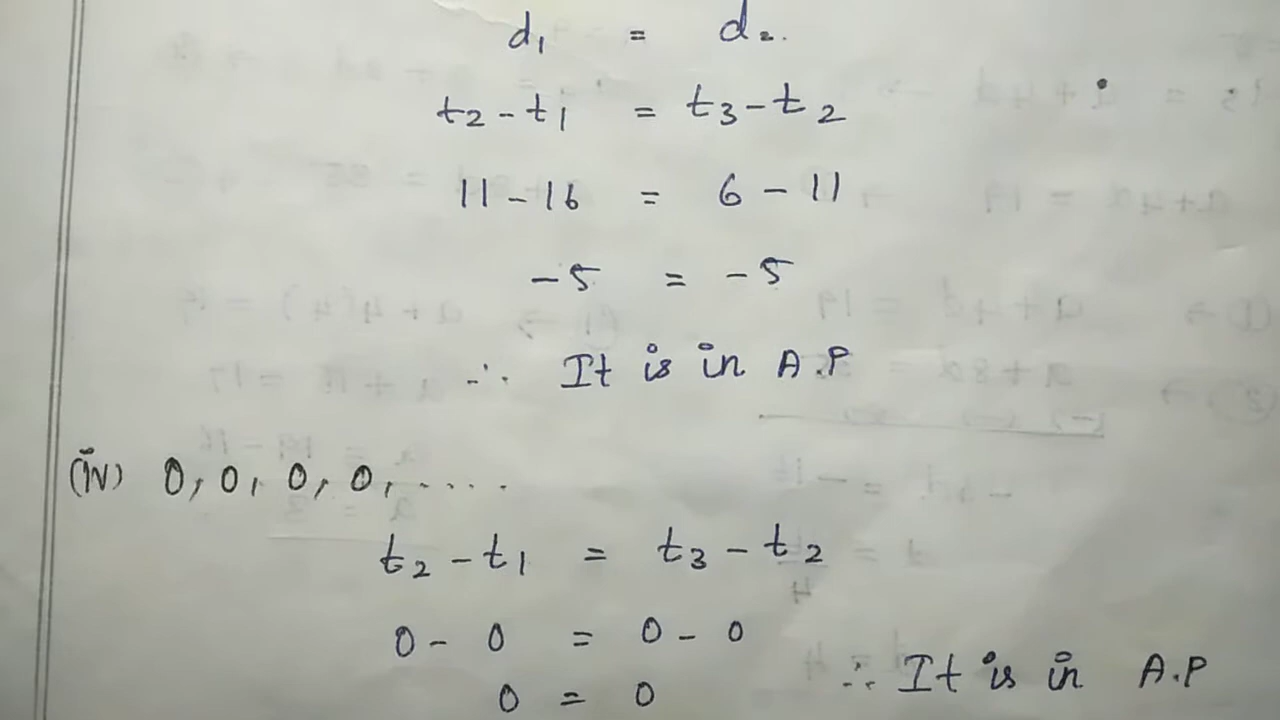 d₁ = d₂.
t₂ - t₁ = t₃ - t₂
11 - 16 = 6 - 11
-5 = -5
∴ It is in A.P
(iv) 0, 0, 0, 0, ....
t₂ - t₁ = t₃ - t₂
0 - 0 = 0 - 0
0 = 0 ∴ It is in A.P